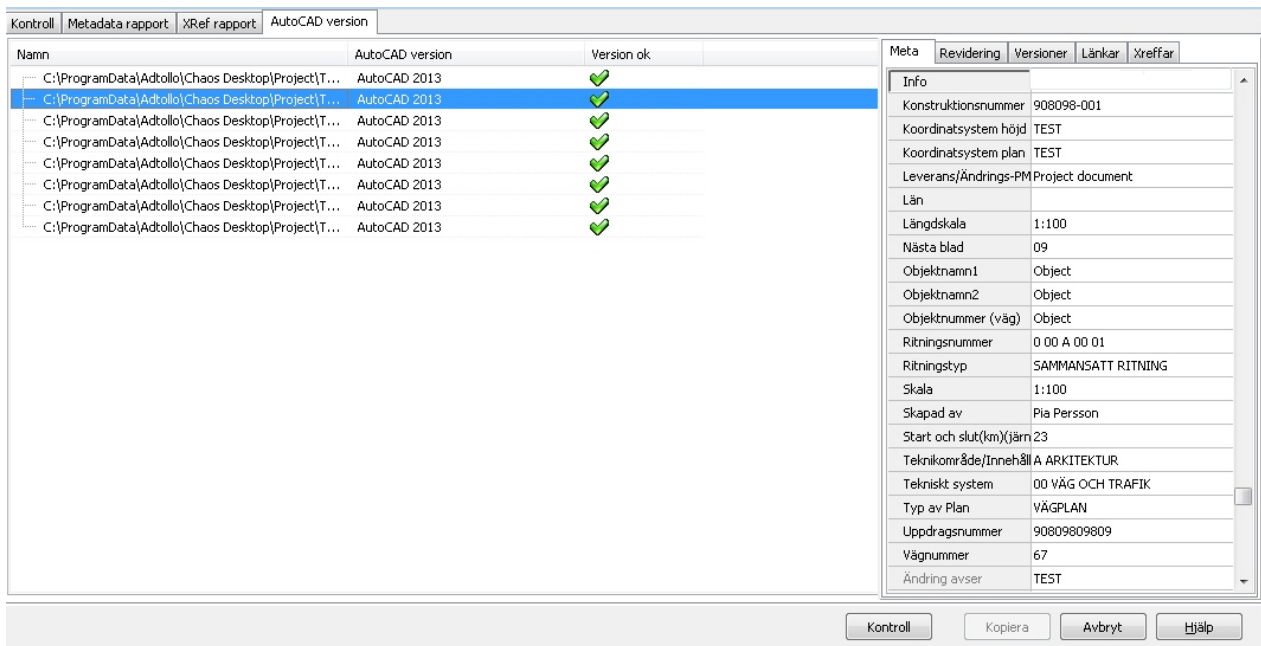 Kontroll Metadata rapport XRef rapport AutoCAD version
Namn AutoCAD version Version ok
C:\ProgramData\Adtollo\Chaos Desktop\Project\T... AutoCAD 2013
C:\ProgramData\Adtollo\Chaos Desktop\Project\T... AutoCAD 2013
C:\ProgramData\Adtollo\Chaos Desktop\Project\T... AutoCAD 2013
C:\ProgramData\Adtollo\Chaos Desktop\Project\T... AutoCAD 2013
C:\ProgramData\Adtollo\Chaos Desktop\Project\T... AutoCAD 2013
C:\ProgramData\Adtollo\Chaos Desktop\Project\T... AutoCAD 2013
C:\ProgramData\Adtollo\Chaos Desktop\Project\T... AutoCAD 2013
C:\ProgramData\Adtollo\Chaos Desktop\Project\T... AutoCAD 2013
Meta Revidering Versioner Länkar Xreffar
Info
Konstruktionsnummer 908098-001
Koordinatsystem höjd TEST
Koordinatsystem plan TEST
Leverans/Ändrings-PM Project document
Län
Längdskala 1:100
Nästa blad 09
Objektnamn1 Object
Objektnamn2 Object
Objektnummer (väg) Object
Ritningsnummer 0 00 A 00 01
Ritningstyp SAMMANSATT RITNING
Skala 1:100
Skapad av Pia Persson
Start och slut(km)(järn 23
Teknikområde/Innehåll A ARKITEKTUR
Tekniskt system 00 VÄG OCH TRAFIK
Typ av Plan VÄGPLAN
Uppdragsnummer 90809809809
Vägnummer 67
Ändring avser TEST
Kontroll Kopiera Avbryt Hjälp